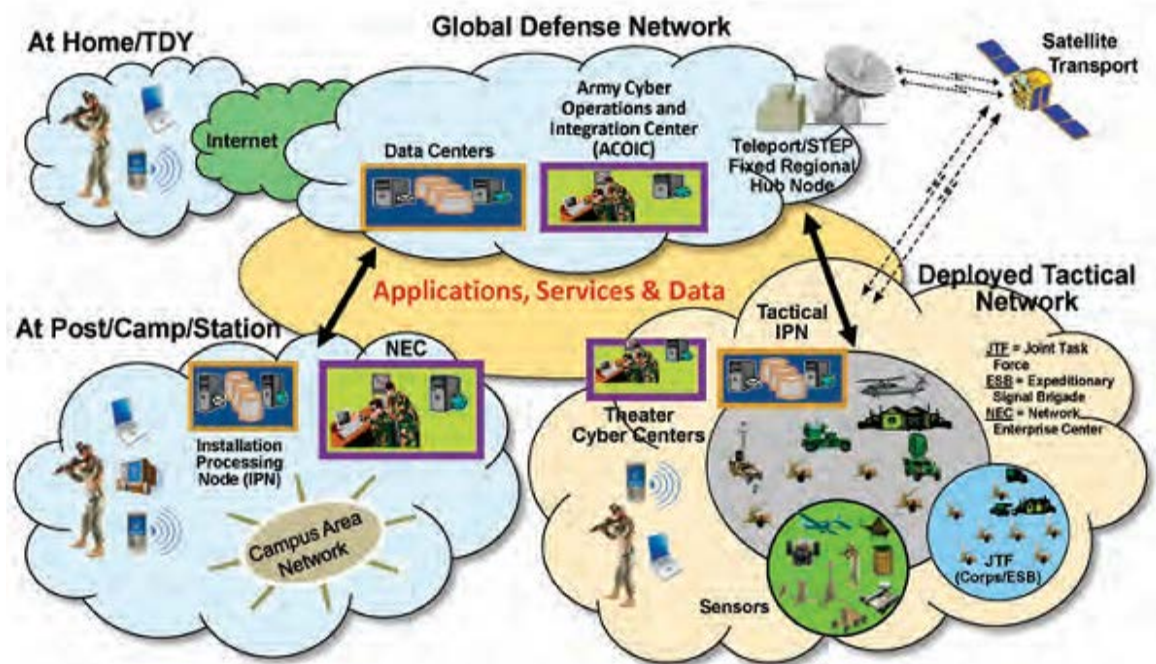 At Home/TDY
Global Defense Network
Satellite
Transport
Internet
Data Centers
Army Cyber
Operations and
Integration Center
(ACOIC)
Teleport/STEP
Fixed Regional
Hub Node
Applications, Services & Data
At Post/Camp/Station
NEC
Installation
Processing
Node (IPN)
Campus Area
Network
Deployed Tactical
Network
Tactical
IPN
Theater
Cyber Centers
JTF = Joint Task
Force
ESB = Expeditionary
Signal Brigade
NEC = Network
Enterprise Center
Sensors
JTF
(Corps/ESB)